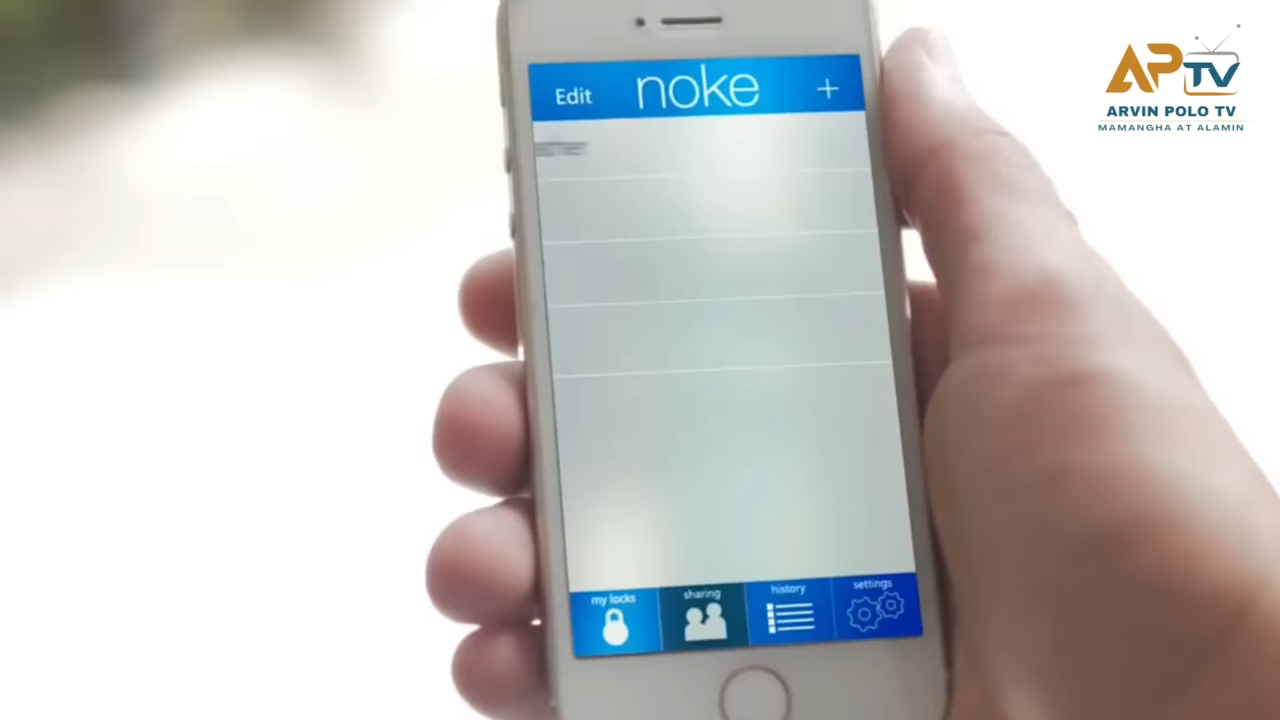 Edit noke +
my locks sharing history settings
APTV
ARVIN POLO TV
MAMANGHA AT ALAMIN